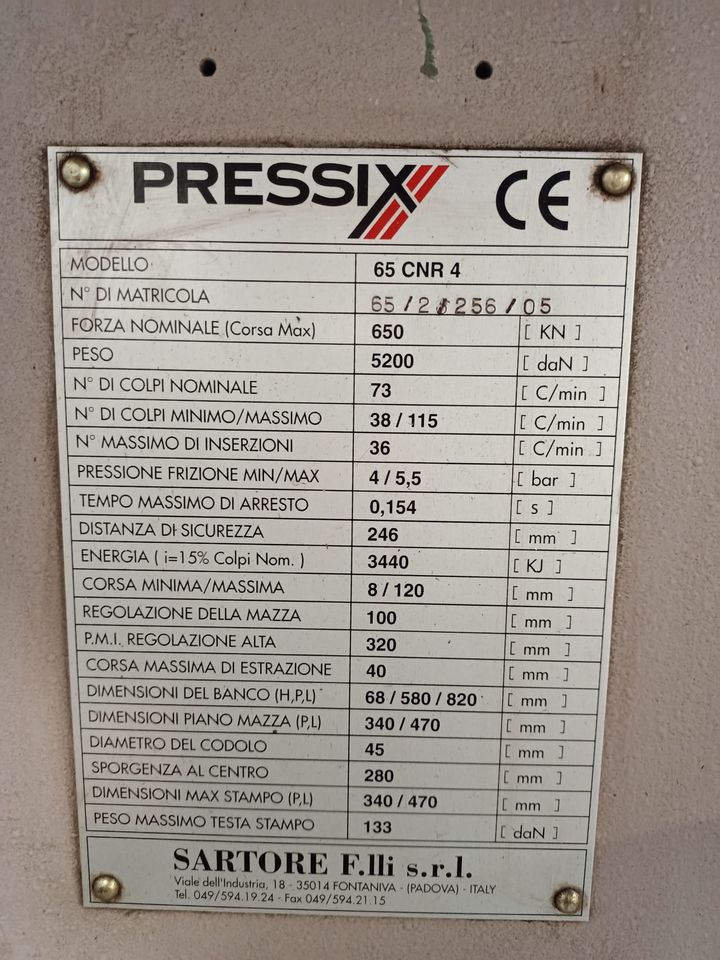 PRESSIX CE
MODELLO 65 CNR 4
N° DI MATRICOLA 65/2 256/05
FORZA NOMINALE (Corsa Max) 650 [ KN ]
PESO 5200 [ daN ]
N° DI COLPI NOMINALE 73 [ C/min ]
N° DI COLPI MINIMO/MASSIMO 38 / 115 [ C/min ]
N° MASSIMO DI INSERZIONI 36 [ C/min ]
PRESSIONE FRIZIONE MIN/MAX 4 / 5,5 [ bar ]
TEMPO MASSIMO DI ARRESTO 0,154 [ s ]
DISTANZA DI SICUREZZA 246 [ mm ]
ENERGIA ( i=15% Colpi Nom. ) 3440 [ KJ ]
CORSA MINIMA/MASSIMA 8 / 120 [ mm ]
REGOLAZIONE DELLA MAZZA 100 [ mm ]
P.M.I. REGOLAZIONE ALTA 320 [ mm ]
CORSA MASSIMA DI ESTRAZIONE 40 [ mm ]
DIMENSIONI DEL BANCO (H,P,L) 68 / 580 / 820 [ mm ]
DIMENSIONI PIANO MAZZA (P,L) 340 / 470 [ mm ]
DIAMETRO DEL CODOLO 45 [ mm ]
SPORGENZA AL CENTRO 280 [ mm ]
DIMENSIONI MAX STAMPO (P,L) 340 / 470 [ mm ]
PESO MASSIMO TESTA STAMPO 133 [ daN ]
SARTORE F.lli s.r.l.
Viale dell'Industria, 18 - 35014 FONTANIVA - (PADOVA) - ITALY
Tel. 049/594.19.24 - Fax 049/594.21.15